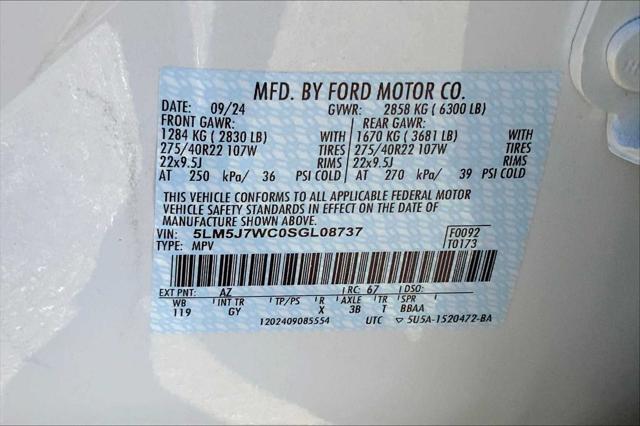 MFD. BY FORD MOTOR CO.
DATE: 09/24 GVWR: 2858 KG (6300 LB)
FRONT GAWR: REAR GAWR:
1284 KG (2830 LB) WITH 1670 KG (3681 LB) WITH
275/40R22 107W TIRES 275/40R22 107W TIRES
22x9.5J RIMS 22x9.5J RIMS
AT 250 kPa/ 36 PSI COLD AT 270 kPa/ 39 PSI COLD
THIS VEHICLE CONFORMS TO ALL APPLICABLE FEDERAL MOTOR
VEHICLE SAFETY STANDARDS IN EFFECT ON THE DATE OF
MANUFACTURE SHOWN ABOVE.
VIN: 5LM5J7WC0SGL08737 F0092
TYPE: MPV T0173
EXT PNT: AZ RC: 67 DSO:
WB INT TR TP/PS R AXLE TR SPR
119 GY X 3B T BBAA
1202409085554 UTC 5U5A-1520472-BA